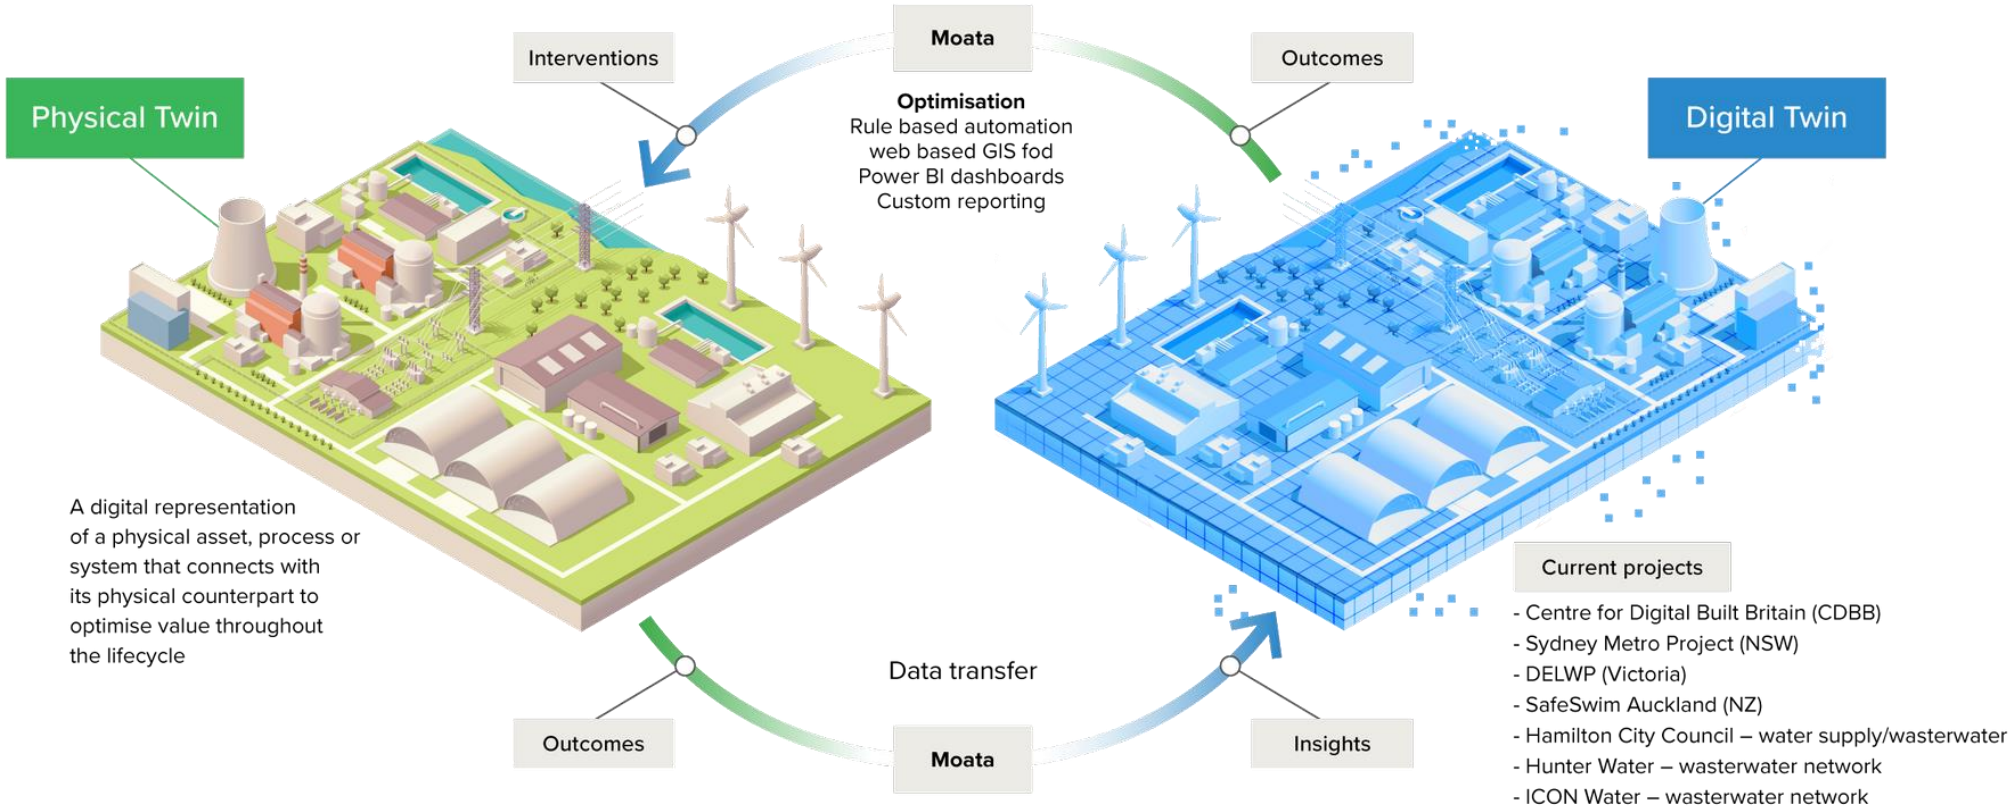 Physical Twin
Interventions
Moata
Outcomes
Digital Twin
Optimisation
Rule based automation
web based GIS fod
Power BI dashboards
Custom reporting
A digital representation
of a physical asset, process or
system that connects with
its physical counterpart to
optimise value throughout
the lifecycle
Data transfer
Outcomes
Moata
Insights
Current projects
- Centre for Digital Built Britain (CDBB)
- Sydney Metro Project (NSW)
- DELWP (Victoria)
- SafeSwim Auckland (NZ)
- Hamilton City Council – water supply/wasterwater
- Hunter Water – wasterwater network
- ICON Water – wasterwater network